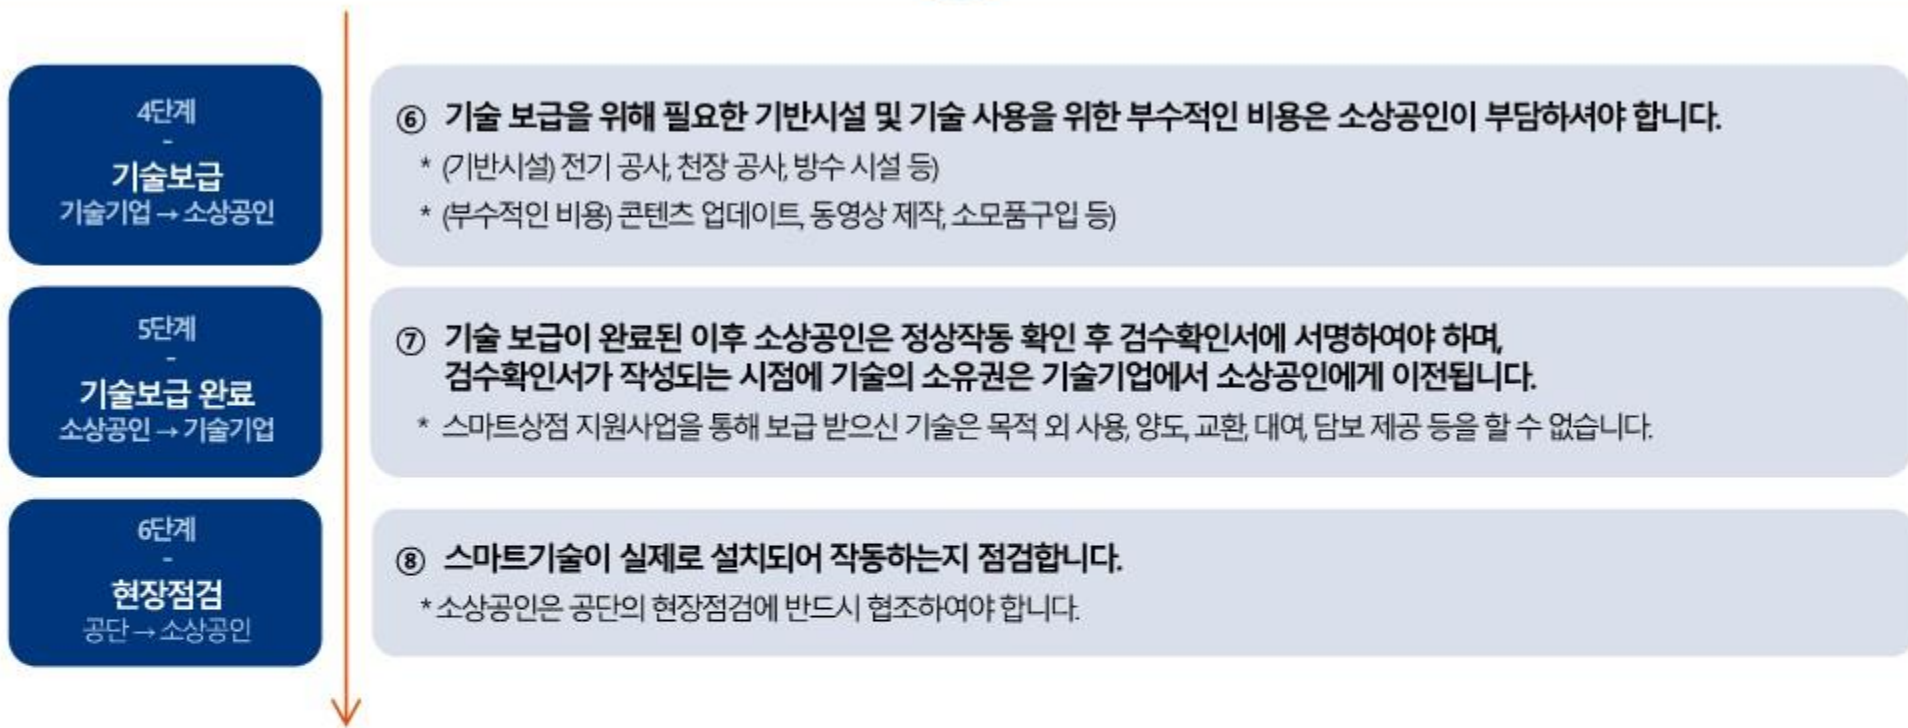 4단계
-
기술보급
기술기업 → 소상공인
⑥ 기술 보급을 위해 필요한 기반시설 및 기술 사용을 위한 부수적인 비용은 소상공인이 부담하셔야 합니다.
* (기반시설) 전기 공사, 천장 공사, 방수 시설 등)
* (부수적인 비용) 콘텐츠 업데이트, 동영상 제작, 소모품구입 등)
5단계
-
기술보급 완료
소상공인 → 기술기업
⑦ 기술 보급이 완료된 이후 소상공인은 정상작동 확인 후 검수확인서에 서명하여야 하며,
검수확인서가 작성되는 시점에 기술의 소유권은 기술기업에서 소상공인에게 이전됩니다.
* 스마트상점 지원사업을 통해 보급 받으신 기술은 목적 외 사용, 양도, 교환, 대여, 담보 제공 등을 할 수 없습니다.
6단계
-
현장점검
공단 → 소상공인
⑧ 스마트기술이 실제로 설치되어 작동하는지 점검합니다.
* 소상공인은 공단의 현장점검에 반드시 협조하여야 합니다.